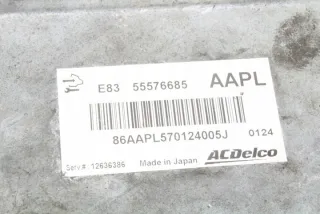 E83 55576685 AAPL
86AAPL570124005J 0124
Serv#: 12636386 Made in Japan ACDelco